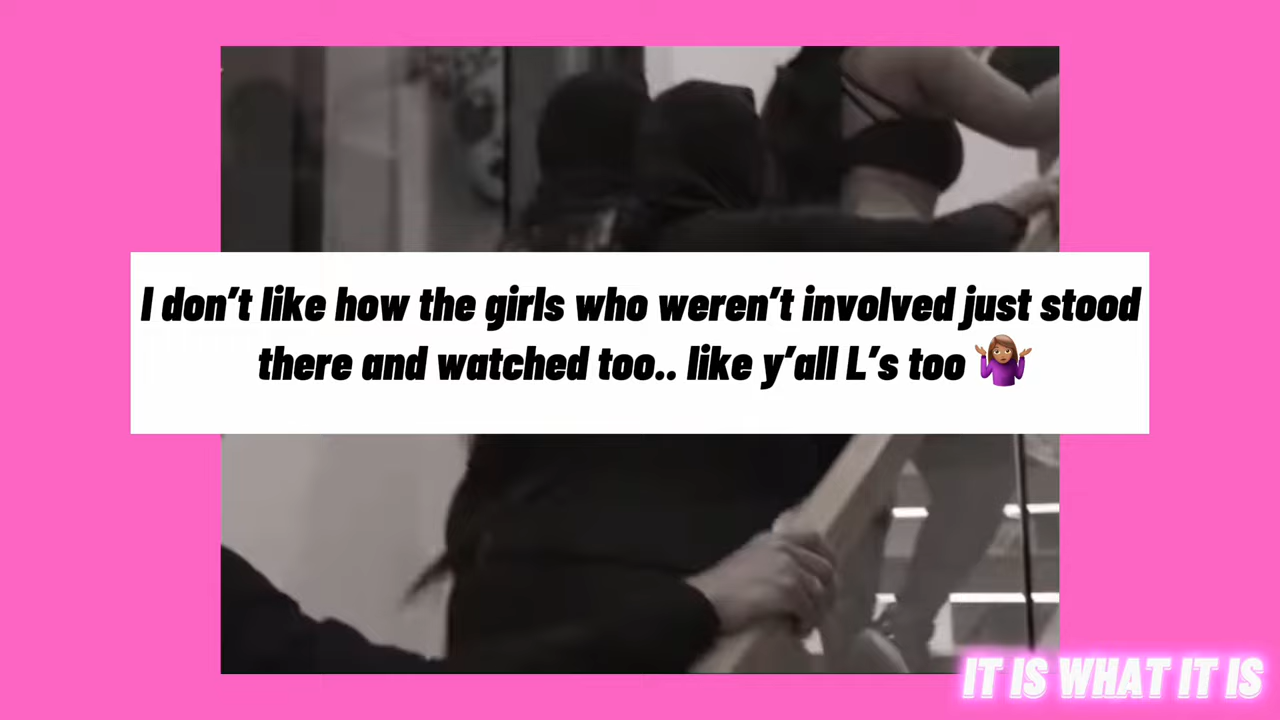 I don't like how the girls who weren't involved just stood
there and watched too.. like y'all L's too 🤷🏽‍♀️
IT IS WHAT IT IS